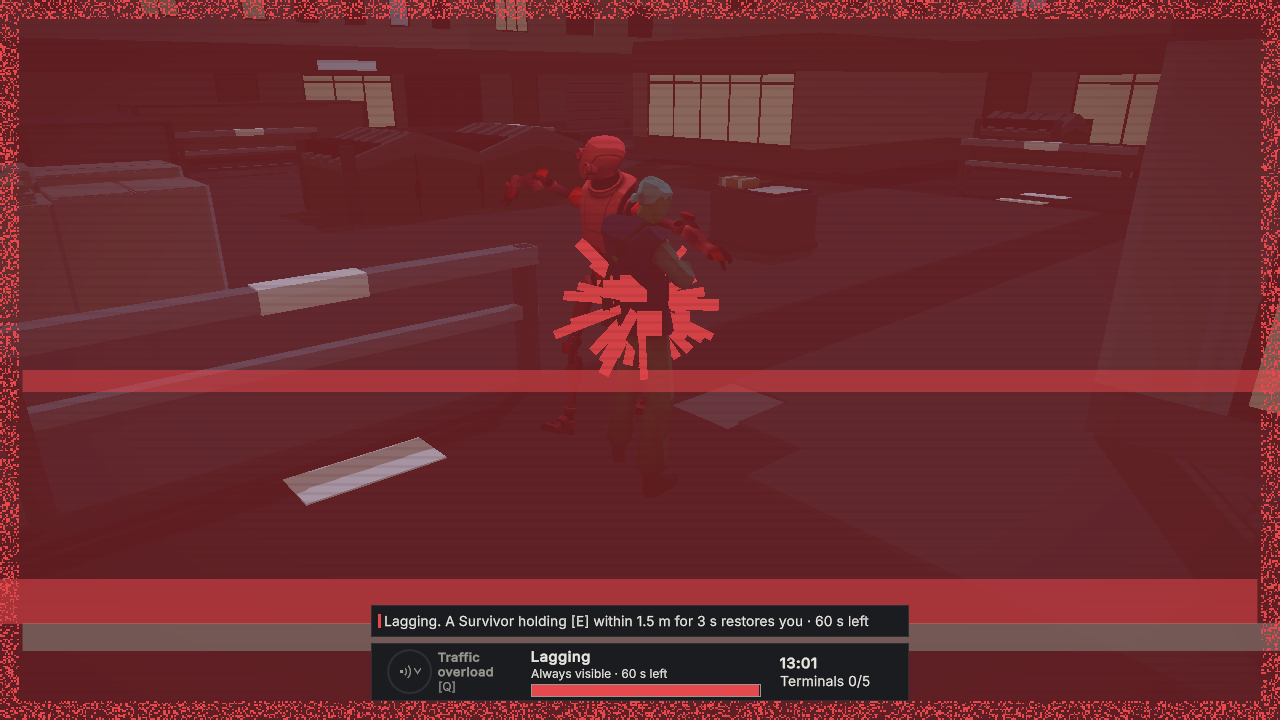 Lagging. A Survivor holding [E] within 1.5 m for 3 s restores you · 60 s left
Traffic
overload
[Q]
Lagging
Always visible · 60 s left
13:01
Terminals 0/5